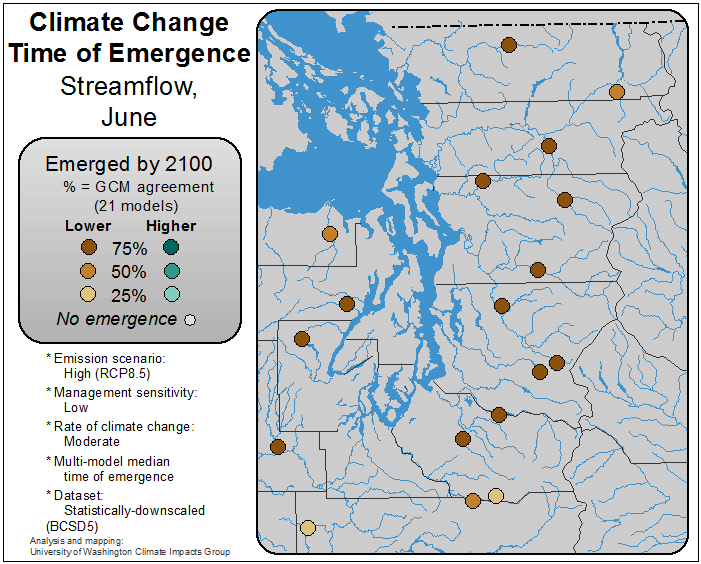 Climate Change
Time of Emergence
Streamflow,
June
Emerged by 2100
% = GCM agreement
(21 models)
Lower Higher
75%
50%
25%
No emergence
* Emission scenario:
High (RCP8.5)
* Management sensitivity:
Low
* Rate of climate change:
Moderate
* Multi-model median
time of emergence
* Dataset:
Statistically-downscaled
(BCSD5)
Analysis and mapping:
University of Washington Climate Impacts Group